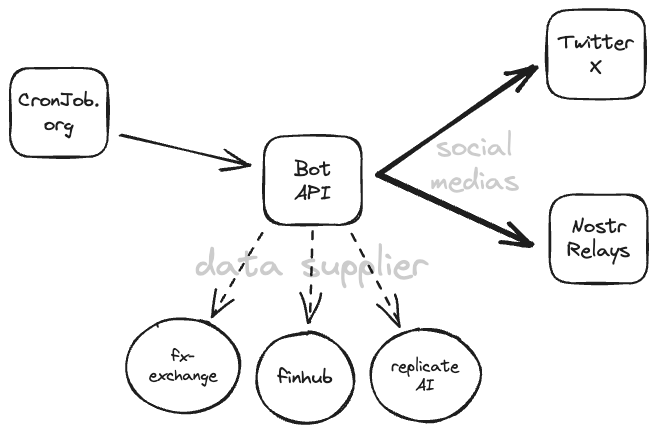 Twitter
X
CronJob.
org
social
medias
Bot
API
Nostr
Relays
data supplier
fx-
exchange
finhub
replicate
AI